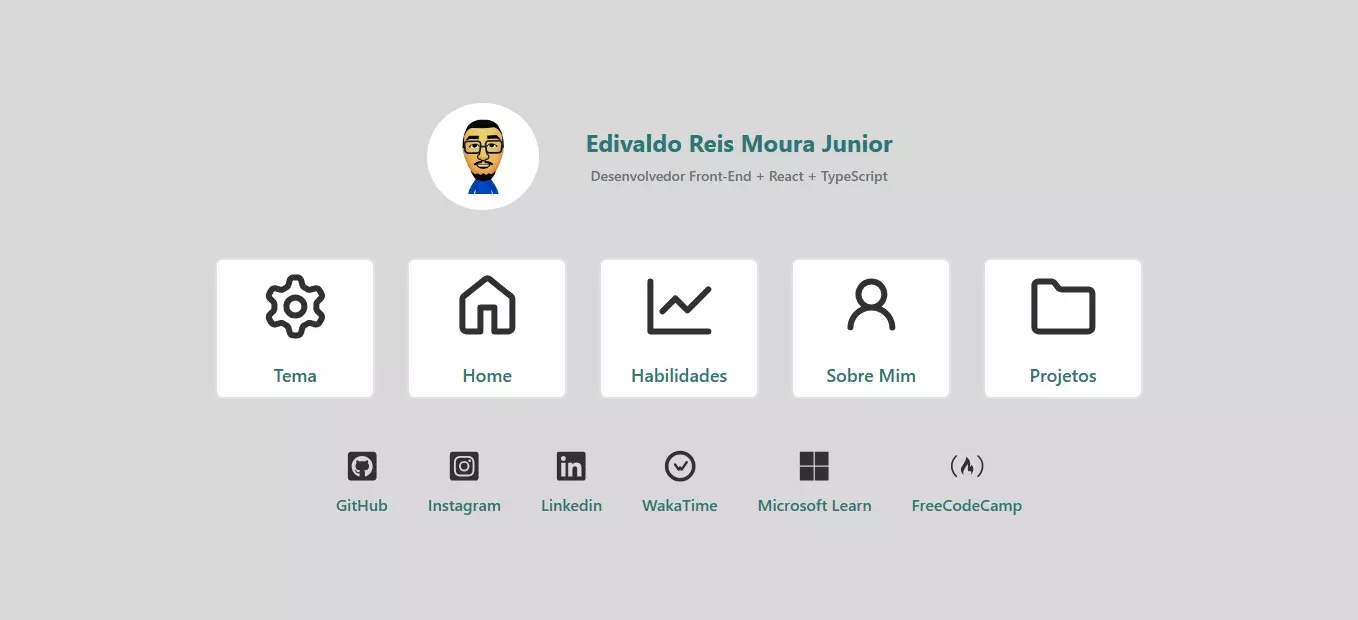 Edivaldo Reis Moura Junior
Desenvolvedor Front-End + React + TypeScript
Tema
Home
Habilidades
Sobre Mim
Projetos
in
GitHub
Instagram
Linkedin
WakaTime
Microsoft Learn
FreeCodeCamp